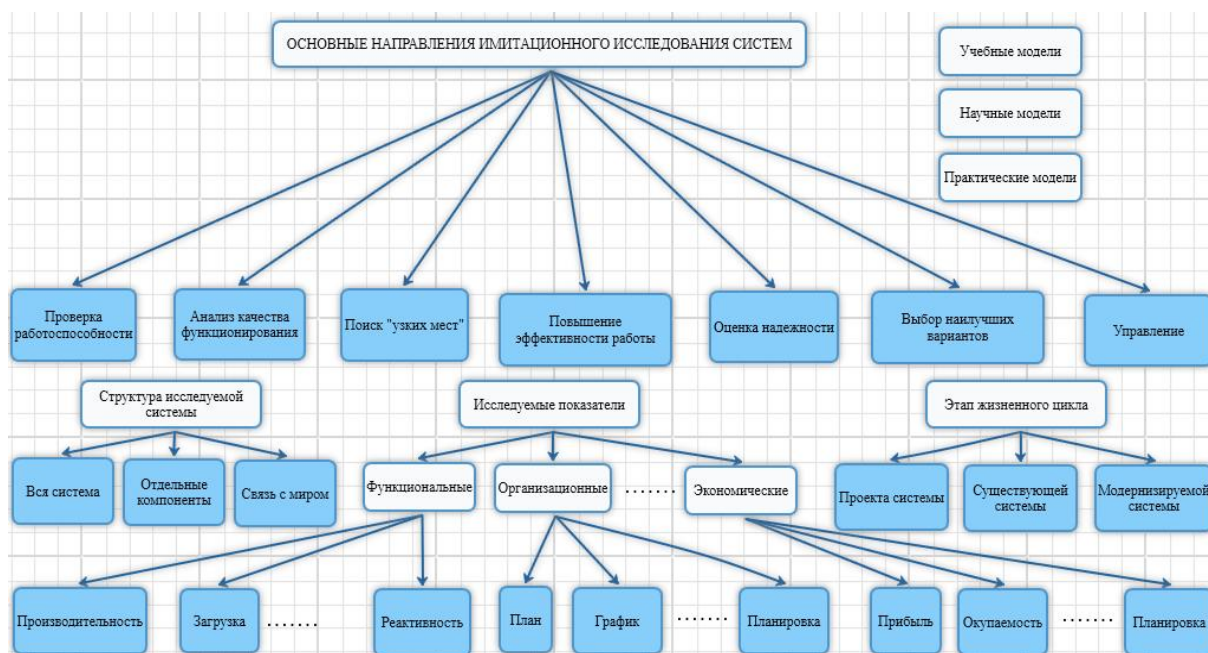 ОСНОВНЫЕ НАПРАВЛЕНИЯ ИМИТАЦИОННОГО ИССЛЕДОВАНИЯ СИСТЕМ
Учебные модели
Научные модели
Практические модели
Проверка
работоспособности
Анализ качества
функционирования
Поиск "узких мест"
Повышение
эффективности работы
Оценка надежности
Выбор наилучших
вариантов
Управление
Структура исследуемой
системы
Исследуемые показатели
Этап жизненного цикла
Вся система
Отдельные
компоненты
Связь с миром
Функциональные
Организационные
.......
Экономические
Проекта системы
Существующей
системы
Модернизируемой
системы
Производительность
Загрузка
.......
Реактивность
План
График
.......
Планировка
Прибыль
Окупаемость
.......
Планировка